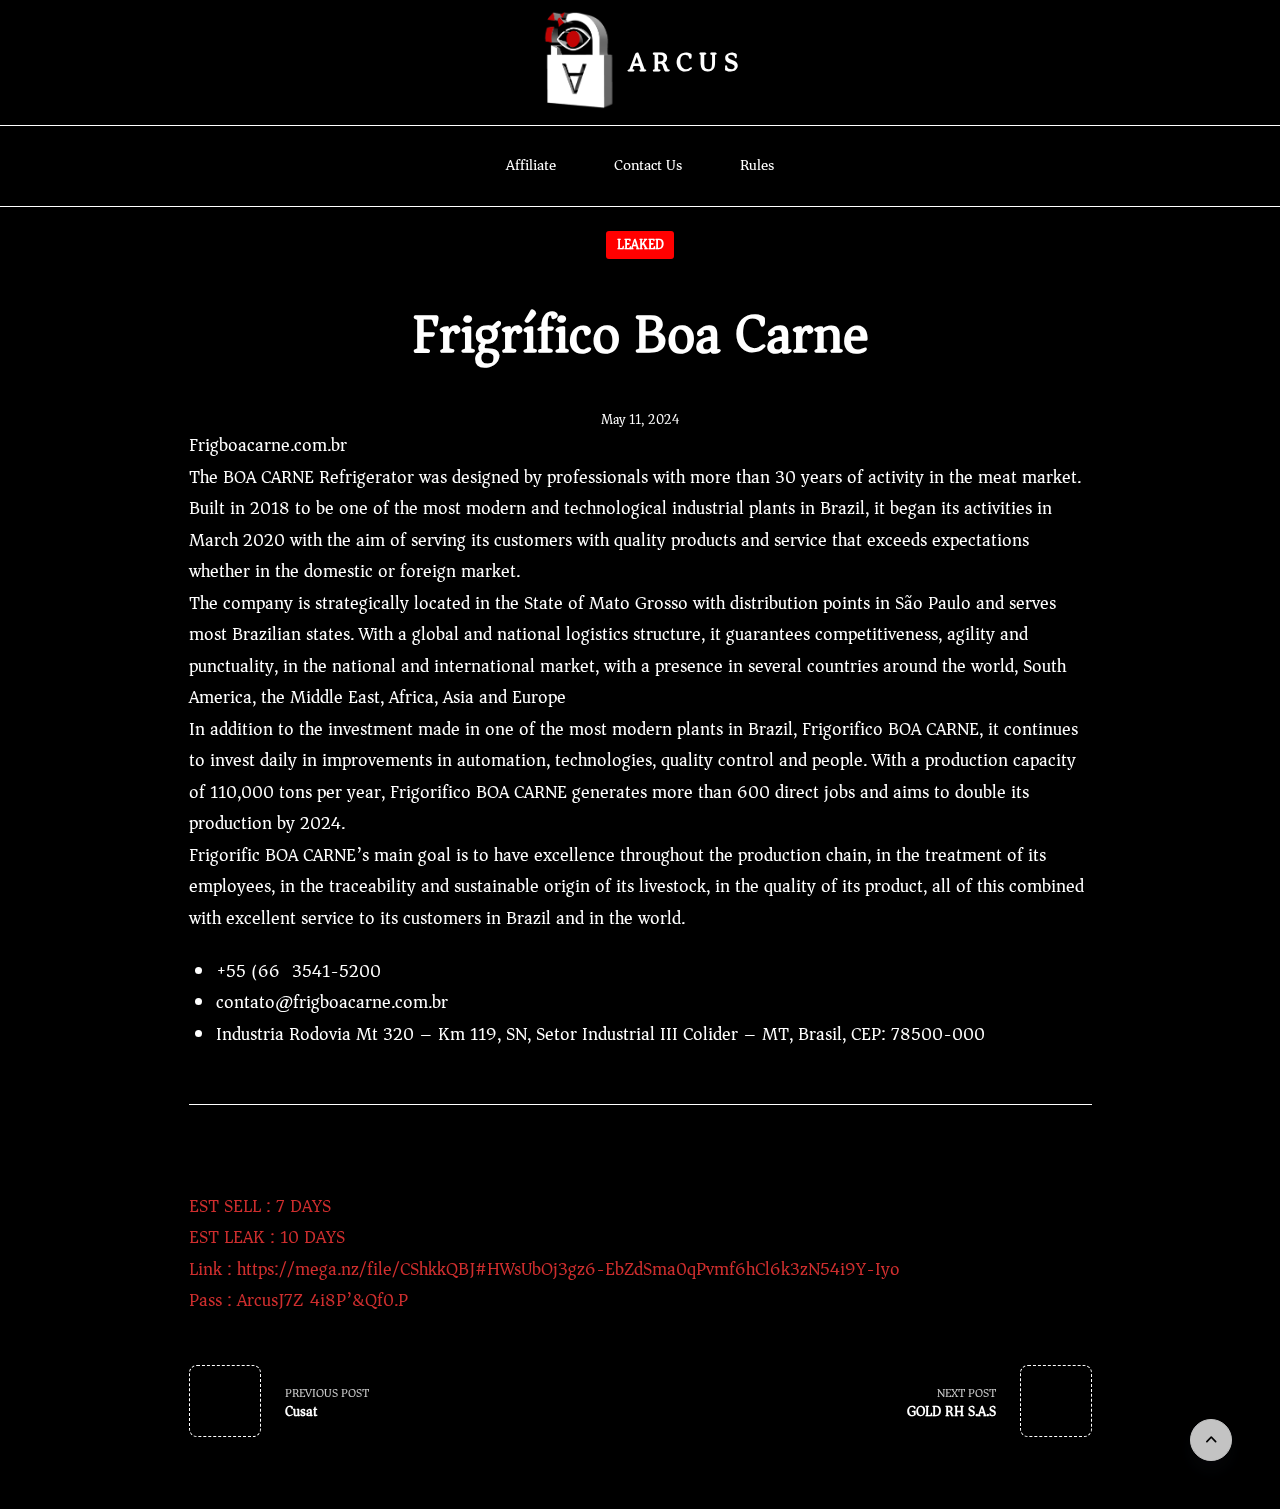 ARCUS
Affiliate Contact Us Rules
LEAKED
Frigrífico Boa Carne
May 11, 2024
Frigboacarne.com.br
The BOA CARNE Refrigerator was designed by professionals with more than 30 years of activity in the meat market.
Built in 2018 to be one of the most modern and technological industrial plants in Brazil, it began its activities in
March 2020 with the aim of serving its customers with quality products and service that exceeds expectations
whether in the domestic or foreign market.
The company is strategically located in the State of Mato Grosso with distribution points in São Paulo and serves
most Brazilian states. With a global and national logistics structure, it guarantees competitiveness, agility and
punctuality, in the national and international market, with a presence in several countries around the world, South
America, the Middle East, Africa, Asia and Europe
In addition to the investment made in one of the most modern plants in Brazil, Frigorifico BOA CARNE, it continues
to invest daily in improvements in automation, technologies, quality control and people. With a production capacity
of 110,000 tons per year, Frigorifico BOA CARNE generates more than 600 direct jobs and aims to double its
production by 2024.
Frigorific BOA CARNE’s main goal is to have excellence throughout the production chain, in the treatment of its
employees, in the traceability and sustainable origin of its livestock, in the quality of its product, all of this combined
with excellent service to its customers in Brazil and in the world.
+55 (66 3541-5200
contato@frigboacarne.com.br
Industria Rodovia Mt 320 – Km 119, SN, Setor Industrial III Colider – MT, Brasil, CEP: 78500-000
EST SELL : 7 DAYS
EST LEAK : 10 DAYS
Link : https://mega.nz/file/CShkkQBJ#HWsUbOj3gz6-EbZdSma0qPvmf6hCl6k3zN54i9Y-Iyo
Pass : ArcusJ7Z 4i8P’&Qf0.P
PREVIOUS POST
Cusat
NEXT POST
GOLD RH S.A.S